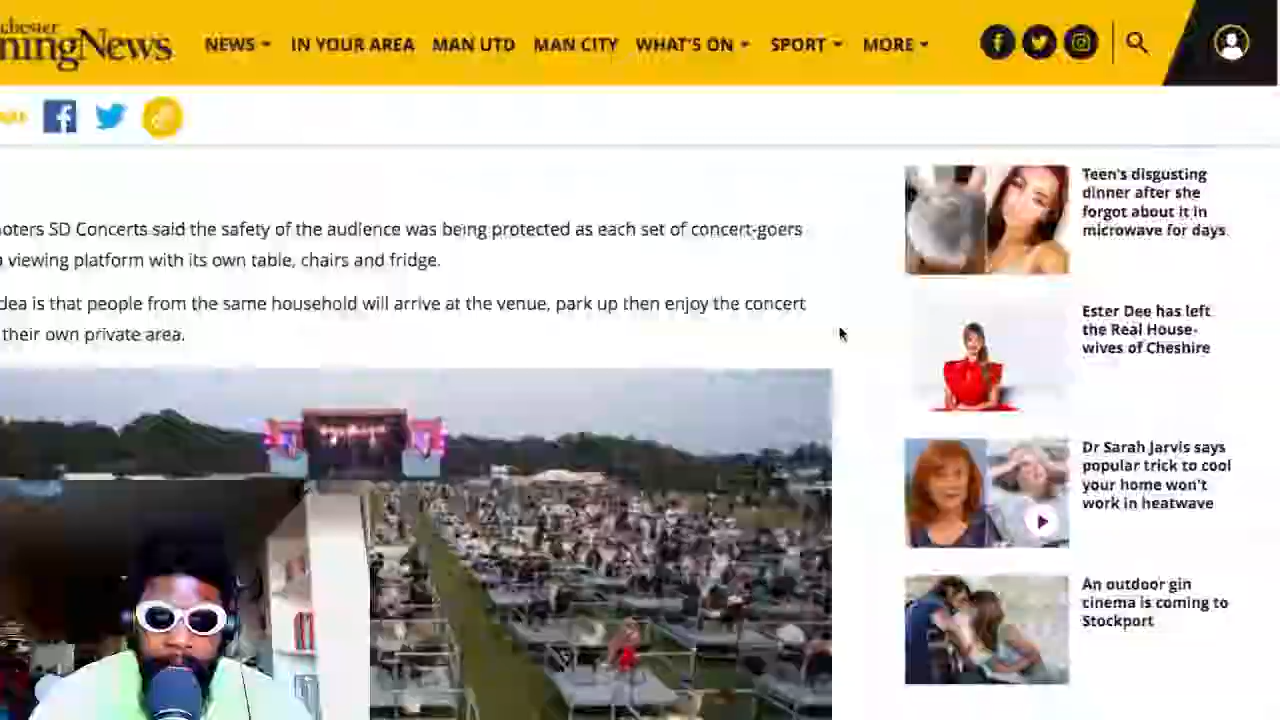 chester
ningNews
NEWS
IN YOUR AREA
MAN UTD
MAN CITY
WHAT'S ON
SPORT
MORE
oters SD Concerts said the safety of the audience was being protected as each set of concert-goers
viewing platform with its own table, chairs and fridge.
dea is that people from the same household will arrive at the venue, park up then enjoy the concert
their own private area.
Teen's disgusting
dinner after she
forgot about it in
microwave for days
Ester Dee has left
the Real House-
wives of Cheshire
Dr Sarah Jarvis says
popular trick to cool
your home won't
work in heatwave
An outdoor gin
cinema is coming to
Stockport